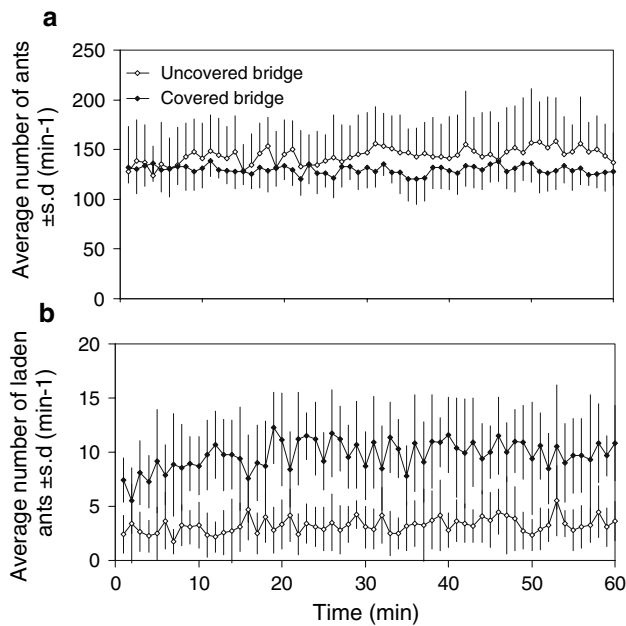 a
Average number of ants
±s.d (min-1)
250
200
150
100
50
0
Uncovered bridge
Covered bridge
b
Average number of laden
ants ±s.d (min-1)
20
15
10
5
0
0 10 20 30 40 50 60
Time (min)